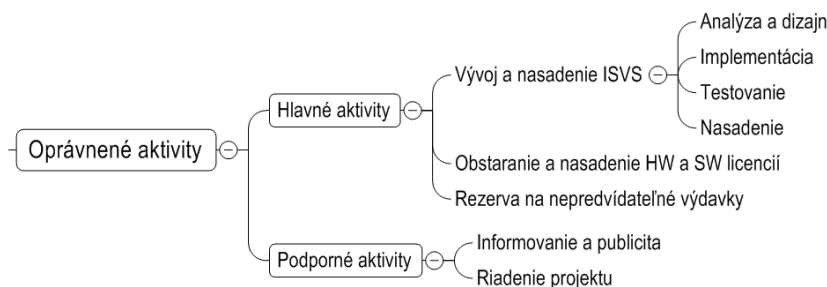 Oprávnené aktivity
Hlavné aktivity
Vývoj a nasadenie ISVS
Analýza a dizajn
Implementácia
Testovanie
Nasadenie
Obstaranie a nasadenie HW a SW licencií
Rezerva na nepredvídateľné výdavky
Podporné aktivity
Informovanie a publicita
Riadenie projektu